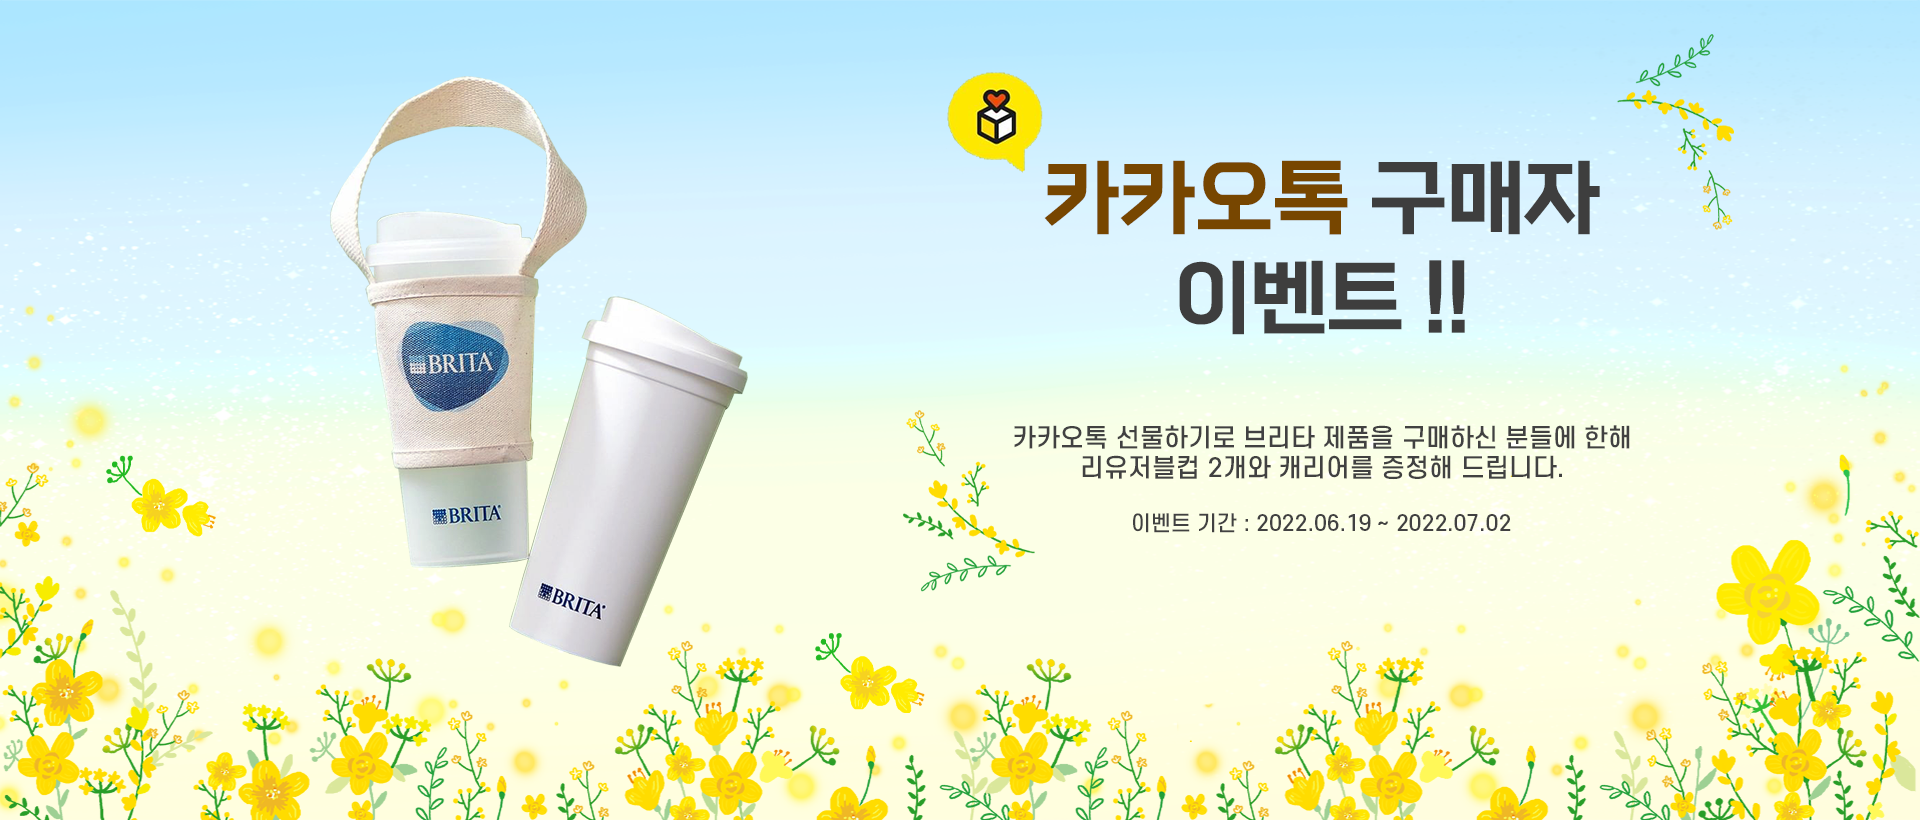 카카오톡 구매자
이벤트 !!
카카오톡 선물하기로 브리타 제품을 구매하신 분들에 한해
리유저블컵 2개와 캐리어를 증정해 드립니다.
이벤트 기간 : 2022.06.19 ~ 2022.07.02
BRITA
BRITA
BRITA